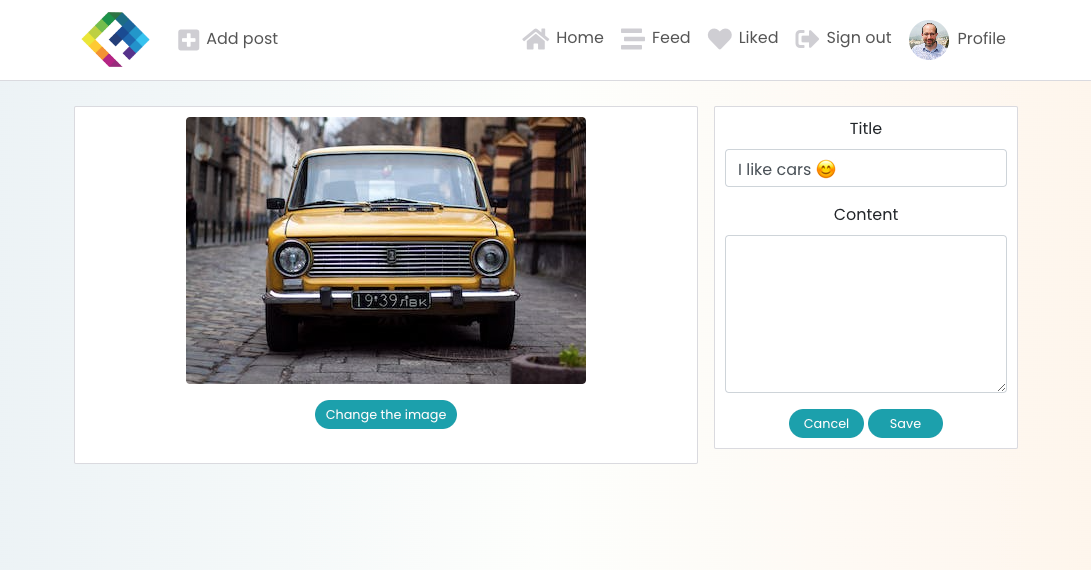 Add post
Home
Feed
Liked
Sign out
Profile
Title
I like cars 😊
Content
19*39 ЛВК
Change the image
Cancel
Save